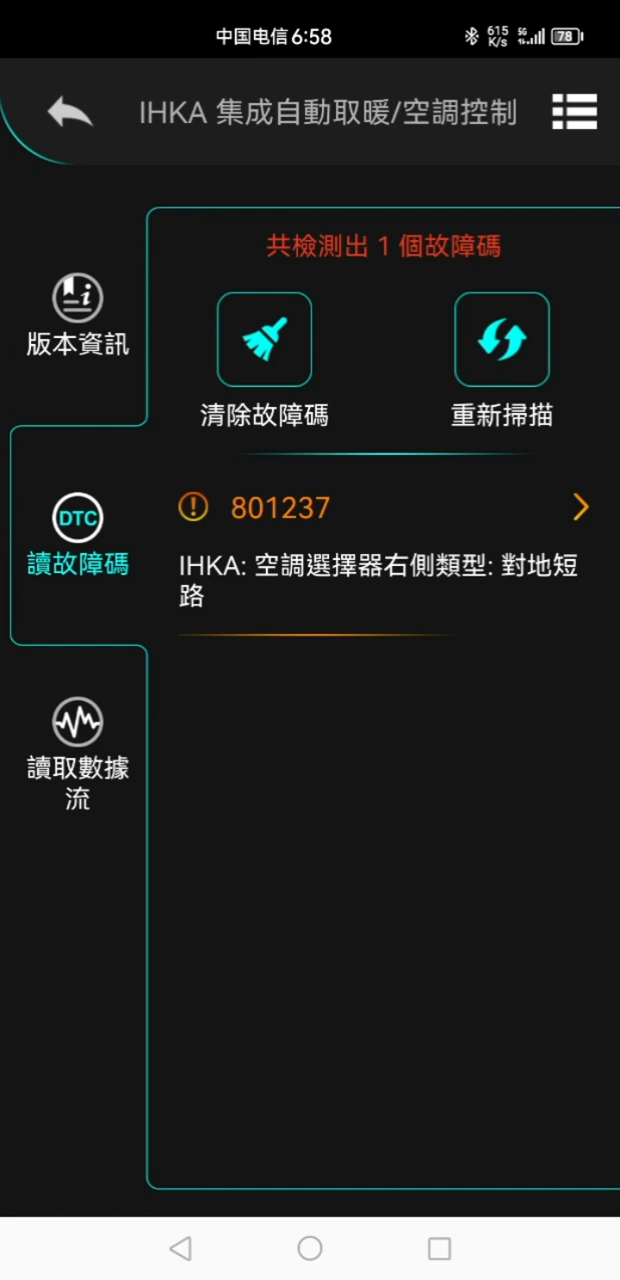 中国电信6:58
615 K/s 5G 78
IHKA 集成自動取暖/空調控制
共檢測出 1 個故障碼
版本資訊
清除故障碼
重新掃描
DTC
讀故障碼
801237
IHKA: 空調選擇器右側類型: 對地短
路
讀取數據
流